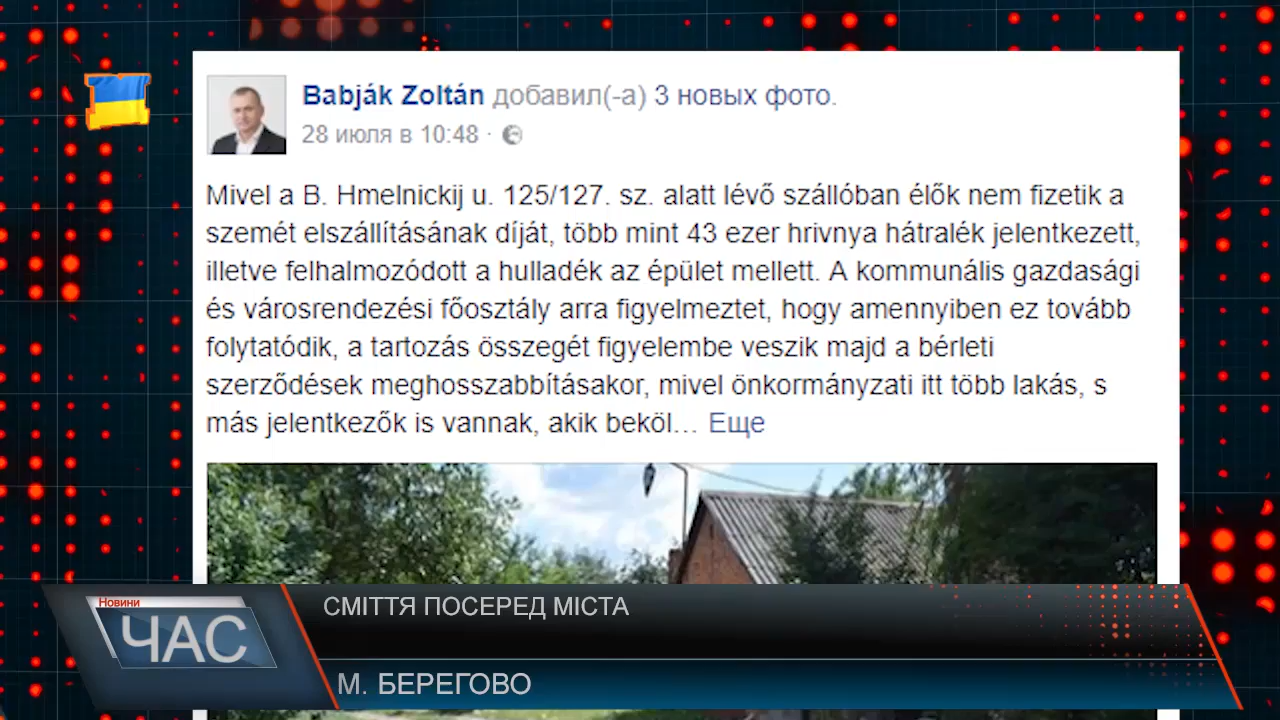 Babják Zoltán добавил(-а) 3 новых фото.
28 июля в 10:48 ·
Mivel a B. Hmelnickij u. 125/127. sz. alatt lévő szállóban élők nem fizetik a
szemét elszállításának díját, több mint 43 ezer hrivnya hátralék jelentkezett,
illetve felhalmozódott a hulladék az épület mellett. A kommunális gazdasági
és városrendezési főosztály arra figyelmeztet, hogy amennyiben ez tovább
folytatódik, a tartozás összegét figyelembe veszik majd a bérleti
szerződések meghosszabbításakor, mivel önkormányzati itt több lakás, s
más jelentkezők is vannak, akik beköl... Еще
Новини
ЧАС
СМІТТЯ ПОСЕРЕД МІСТА
М. БЕРЕГОВО